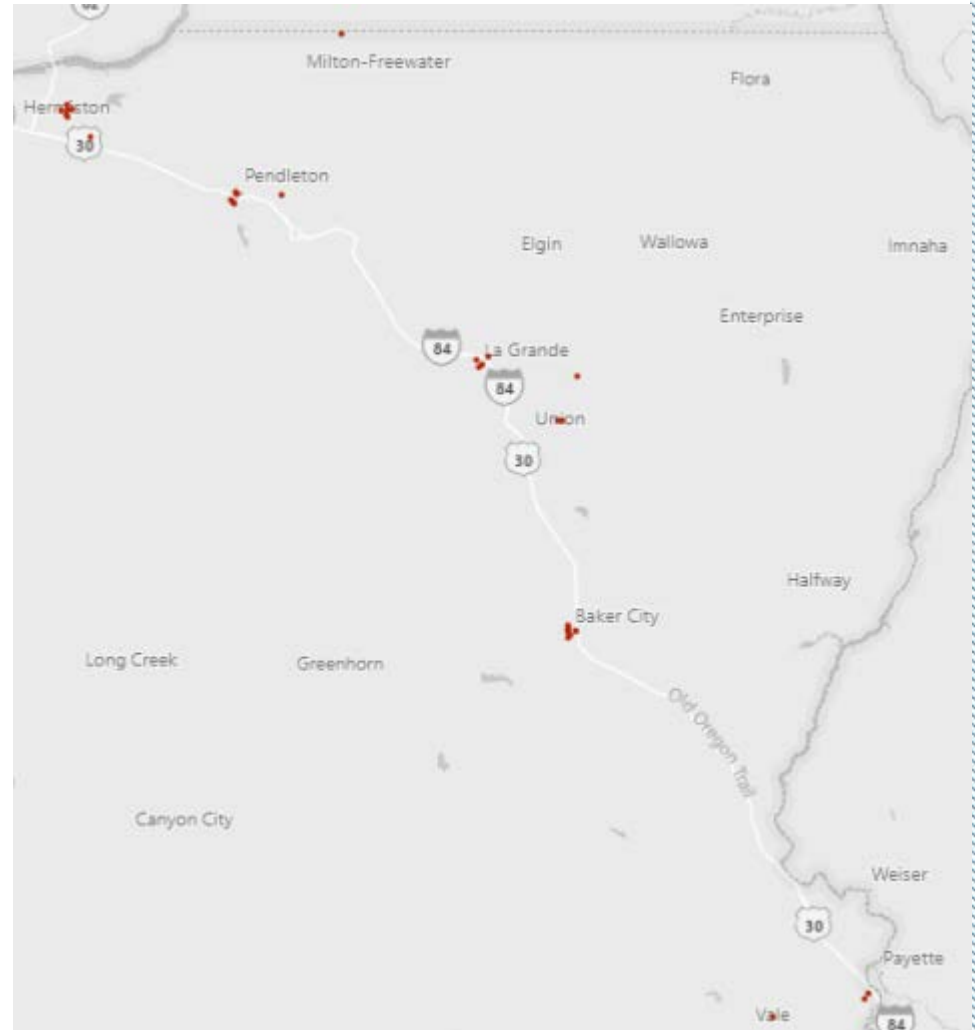 82
Milton-Freewater
Flora
Hermiston
30
Pendleton
Elgin
Wallowa
Imnaha
Enterprise
84
La Grande
84
Union
30
Halfway
Baker City
Long Creek
Greenhorn
Old Oregon Trail
Canyon City
Weiser
30
Payette
Vale
84